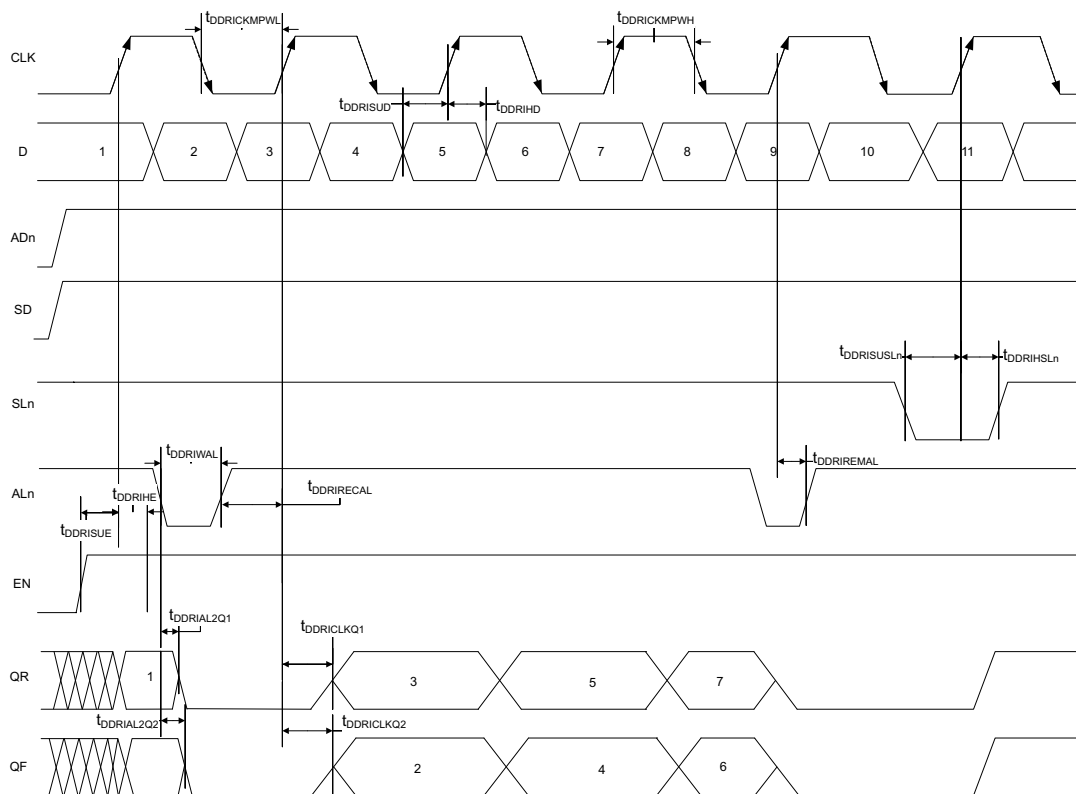 tDDRICKMPWL
tDDRICKMPWH
CLK
tDDRISUD
tDDRIHD
D
1 2 3 4 5 6 7 8 9 10 11
ADn
SD
tDDRISUSLn
tDDRIHSLn
SLn
tDDRIWAL
tDDRIREMAL
ALn
tDDRIHE
tDDRIRECAL
tDDRISUE
EN
tDDRIAL2Q1
tDDRICLKQ1
QR
1 3 5 7
tDDRIAL2Q2
tDDRICLKQ2
QF
2 4 6